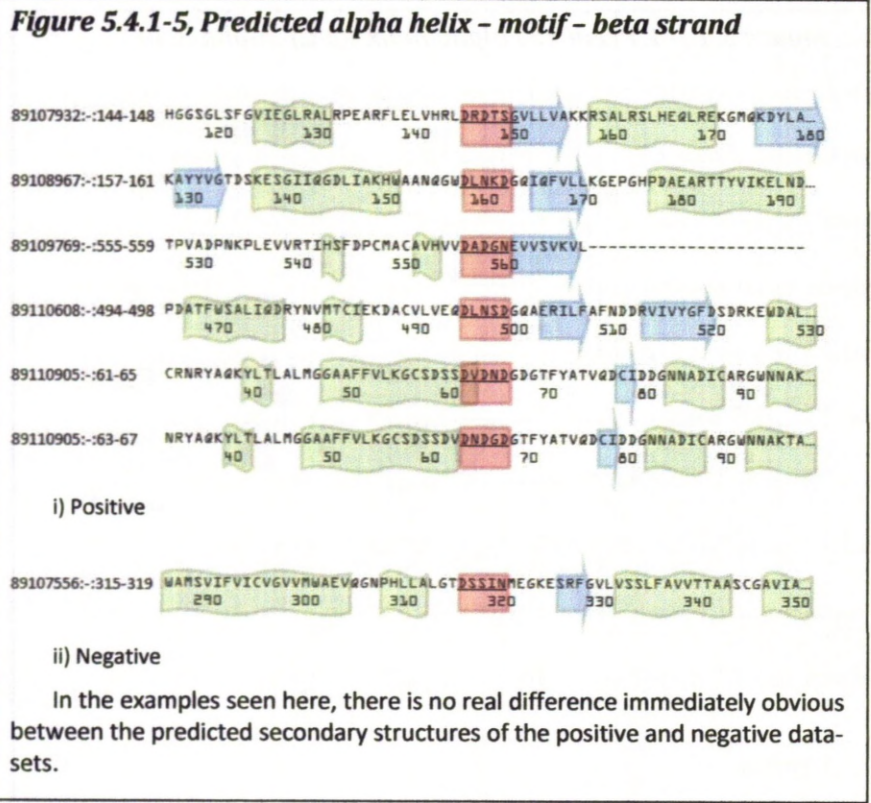 Figure 5.4.1-5, Predicted alpha helix – motif – beta strand
89107932:-:144-148 HGGSGLSFGVIEGLRALRPEARFLELVHRLDRDTSGVLLVAKKRSALRSLHEQLREKGMQKDYLA…
120 130 140 150 160 170 180
89108967:-:157-161 KAYYVGTDSKESGIIQGDLIAKHWAANQGWDLNKDGQIQFVLLKGEPGHPDAEARTTYVIKELND…
130 140 150 160 170 180 190
89109769:-:555-559 TPVADPNKPLEVVRTIHSFDPCMACAVHVVDADGNEVVSVKVL----------------------
530 540 550 560
89110608:-:494-498 PDATFWSALIQDRYNVMTCIEKDACVLVEQDLNSDGQAERILFAFNDDRVIVYGFDSDRKEWDAL…
470 480 490 500 510 520 530
89110905:-:61-65 CRNRYAQKYLTLALMGGAAFFVLKGCSDSSDVDNDGDGTFYATVQDCIDDGNNADICARGWNNAK…
40 50 60 70 80 90
89110905:-:63-67 NRYAQKYLTLALMGGAAFFVLKGCSDSSDVDNDGDGTFYATVQDCIDDGNNADICARGWNNAKTA…
40 50 60 70 80 90
i) Positive
89107556:-:315-319 WAMSVIFVICVGVVMWAEVQGNPHLLALGTDSSINMEGKESRFGVLVSSLFAVVTTAASCGAVIA…
290 300 310 320 330 340 350
ii) Negative
In the examples seen here, there is no real difference immediately obvious
between the predicted secondary structures of the positive and negative data-
sets.